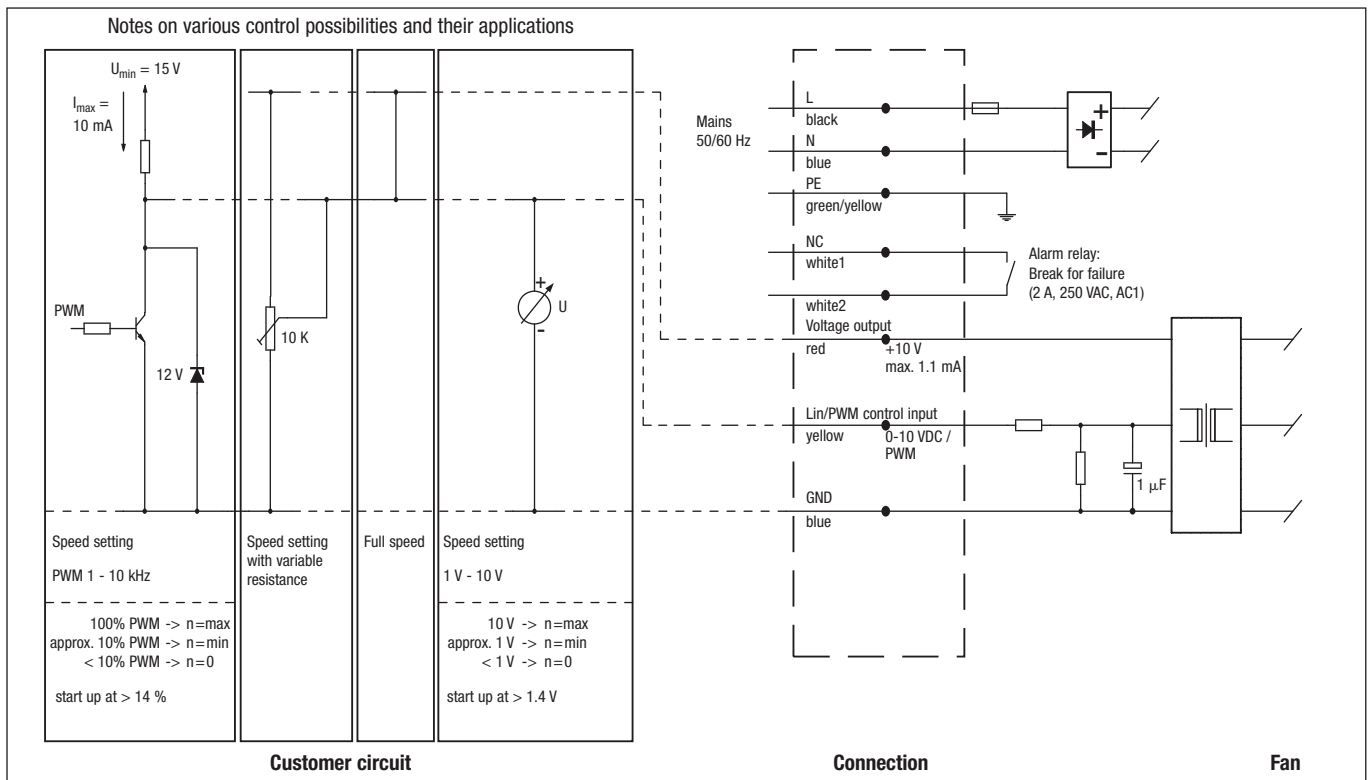 Notes on various control possibilities and their applications
Umin = 15 V
Imax =
10 mA
PWM
12 V
10 K
+
U
-
Speed setting
PWM 1 - 10 kHz
100% PWM -> n=max
approx. 10% PWM -> n=min
< 10% PWM -> n=0
start up at > 14 %
Speed setting
with variable
resistance
Full speed
Speed setting
1 V - 10 V
10 V -> n=max
approx. 1 V -> n=min
< 1 V -> n=0
start up at > 1.4 V
Customer circuit
Mains
50/60 Hz
L
black
N
blue
PE
green/yellow
NC
white1
white2
Voltage output
red
+10 V
max. 1.1 mA
Lin/PWM control input
yellow
0-10 VDC /
PWM
GND
blue
+
-
Alarm relay:
Break for failure
(2 A, 250 VAC, AC1)
1 µF
Connection
Fan